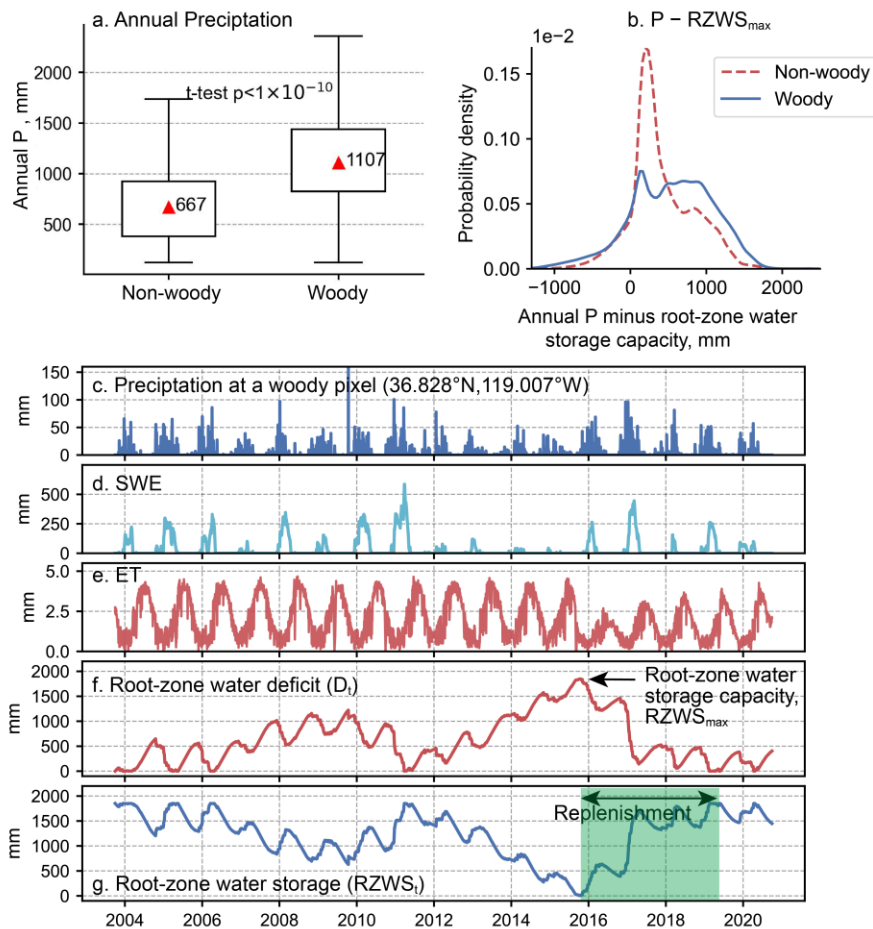 a. Annual Precipitation
Annual P , mm
2000
1500
1000
500
t-test p<1×10⁻¹⁰
667
1107
Non-woody
Woody
b. P − RZWSₘₐₓ
1e−2
Probability density
0.15
0.10
0.05
0.00
Non-woody
Woody
−1000
0
1000
2000
Annual P minus root-zone water
storage capacity, mm
c. Preciptation at a woody pixel (36.828°N,119.007°W)
mm
150
100
50
0
d. SWE
mm
500
250
0
e. ET
mm
5.0
2.5
0.0
f. Root-zone water deficit (Dₜ)
mm
2000
1500
1000
500
0
Root-zone water
storage capacity,
RZWSₘₐₓ
mm
2000
1500
1000
500
0
Replenishment
g. Root-zone water storage (RZWSₜ)
2004
2006
2008
2010
2012
2014
2016
2018
2020